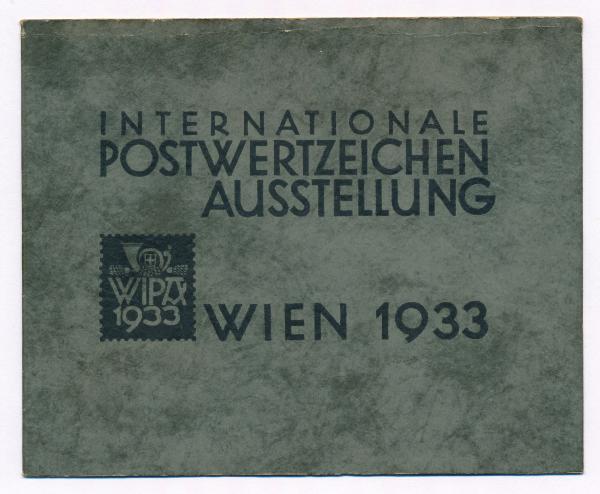 INTERNATIONALE
POSTWERTZEICHEN
AUSSTELLUNG
WIPA
1933
WIEN 1933